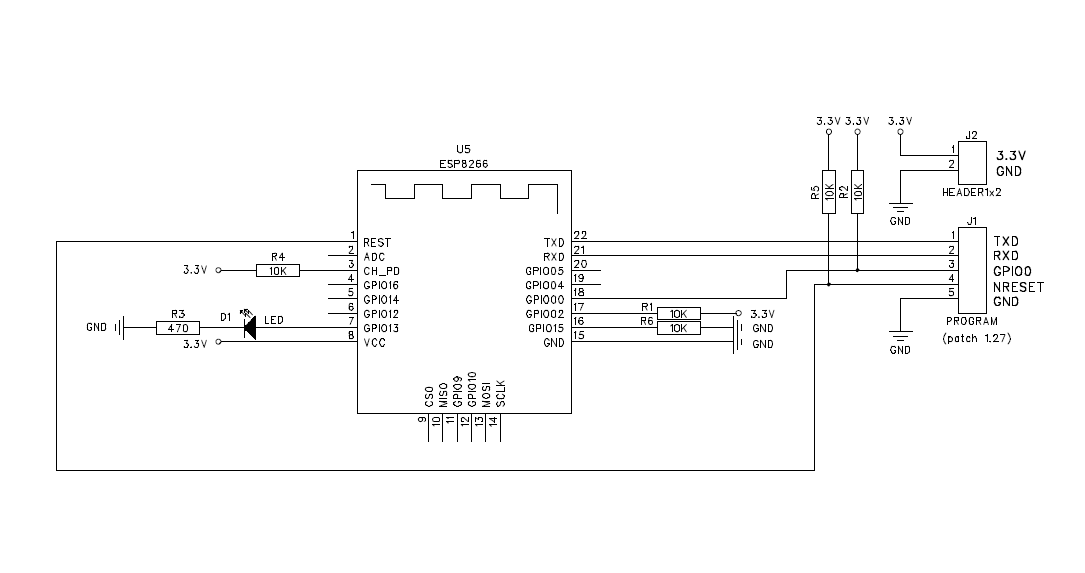 3.3V 3.3V 3.3V
J2
1 3.3V
2 GND
HEADER1x2
R5 10K R2 10K
GND
U5
ESP8266
J1
1 REST
2 ADC
3 CH_PD
4 GPIO16
5 GPIO14
6 GPIO12
7 GPIO13
8 VCC
TXD 22
RXD 21
GPIO05 20
GPIO04 19
GPIO00 18
GPIO02 17
GPIO15 16
GND 15
R4
3.3V 10K
R3
GND 470
D1 LED
3.3V
R1 10K 3.3V
R6 10K GND
GND
1 TXD
2 RXD
3 GPIO0
4 NRESET
5 GND
PROGRAM
(patch 1.27)
GND
CSO MISO GPIO9 GPIO10 MOSI SCLK
9 10 11 12 13 14